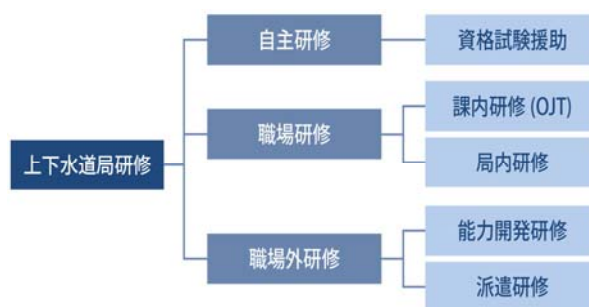 自主研修
資格試験援助
課内研修 (OJT)
職場研修
上下水道局研修
局内研修
能力開発研修
職場外研修
派遣研修